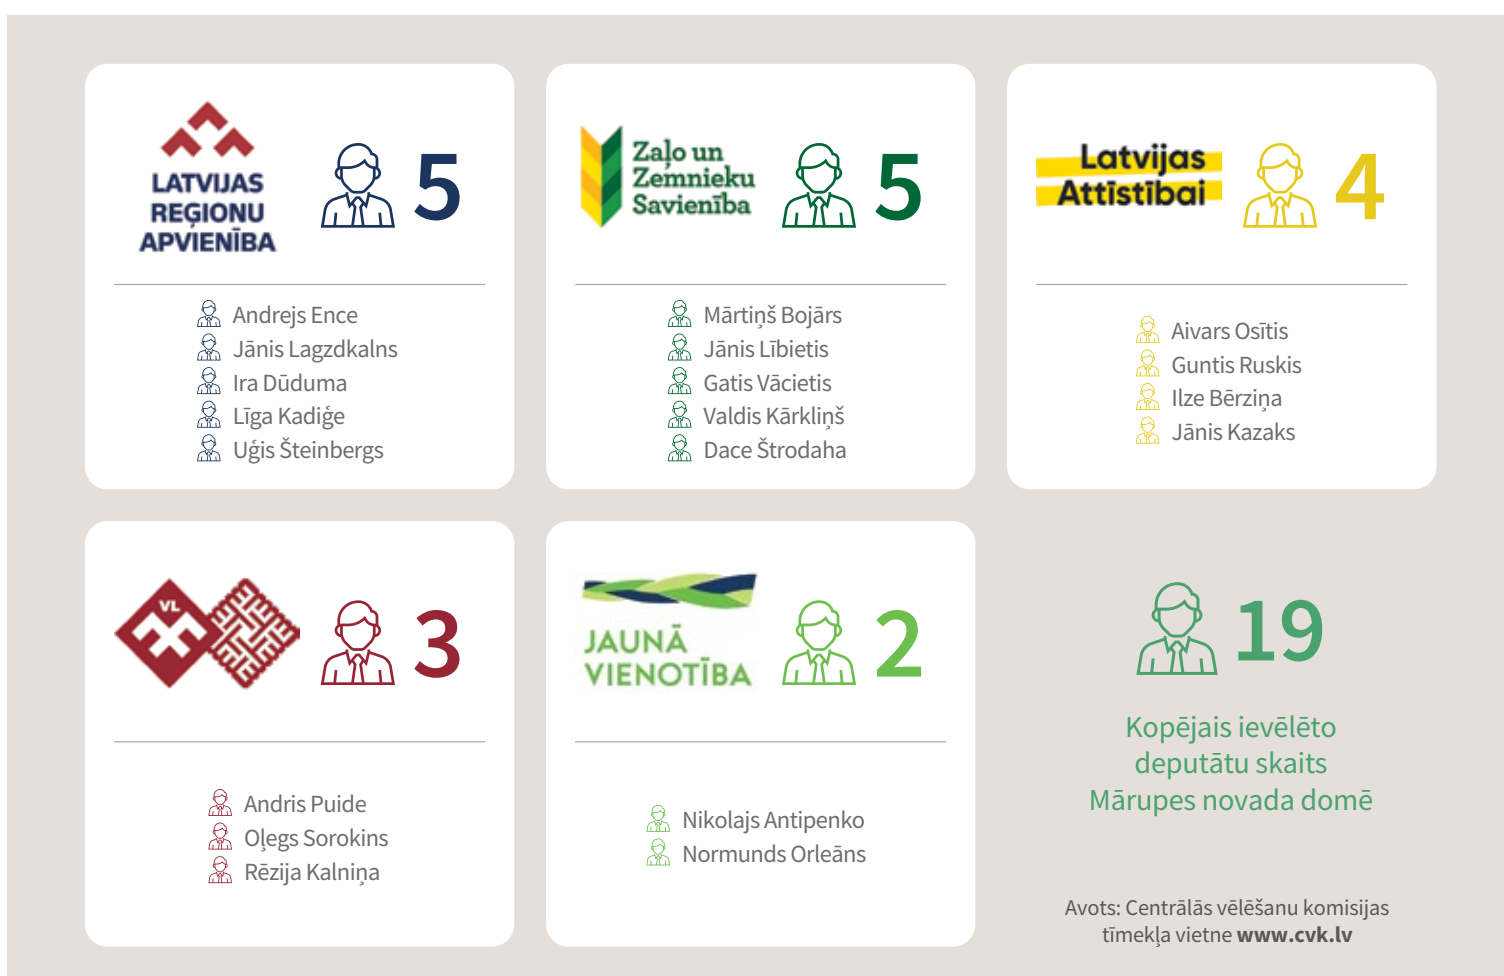 LATVIJAS
REĢIONU
APVIENĪBA
5
Andrejs Ence
Jānis Lagzdkalns
Ira Dūduma
Līga Kadiģe
Uģis Šteinbergs
Zaļo un
Zemnieku
Savienība
5
Mārtiņš Bojārs
Jānis Lībietis
Gatis Vācietis
Valdis Kārkliņš
Dace Štrodaha
Latvijas
Attīstībai
4
Aivars Osītis
Guntis Ruskis
Ilze Bērziņa
Jānis Kazaks
VL
3
Andris Puide
Oļegs Sorokins
Rēzija Kalniņa
JAUNĀ
VIENOTĪBA
2
Nikolajs Antipenko
Normunds Orleāns
19
Kopējais ievēlēto
deputātu skaits
Mārupes novada domē
Avots: Centrālās vēlēšanu komisijas
tīmekļa vietne www.cvk.lv